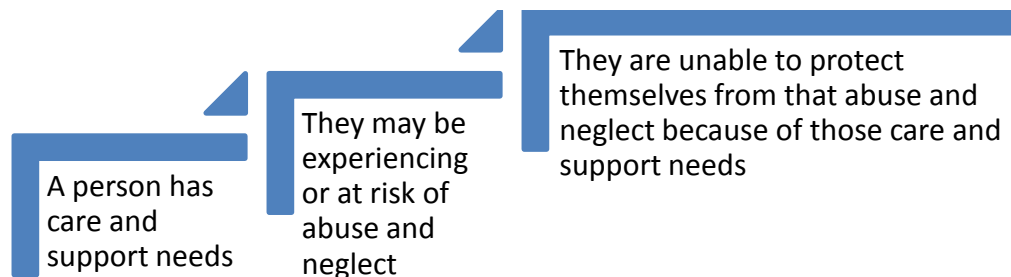 A person has
care and
support needs
They may be
experiencing
or at risk of
abuse and
neglect
They are unable to protect
themselves from that abuse and
neglect because of those care and
support needs